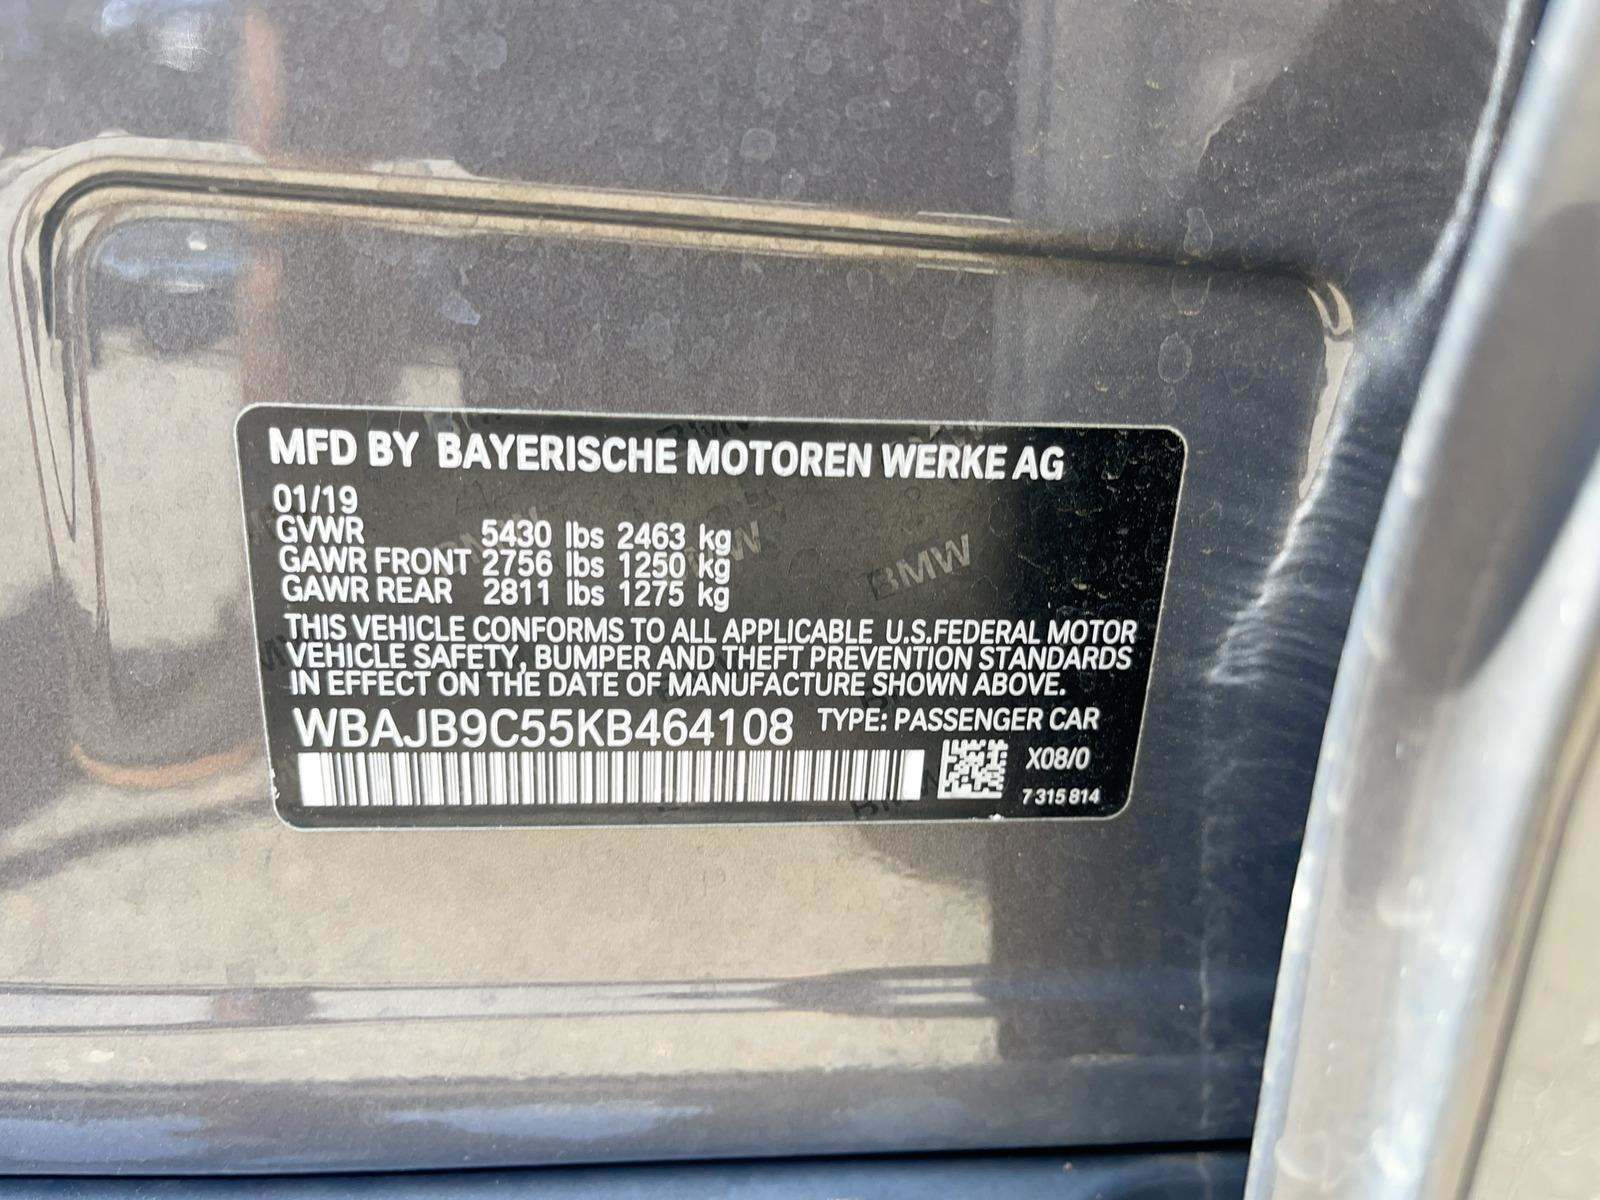 MFD BY BAYERISCHE MOTOREN WERKE AG
01/19
GVWR 5430 lbs 2463 kg
GAWR FRONT 2756 lbs 1250 kg
GAWR REAR 2811 lbs 1275 kg
THIS VEHICLE CONFORMS TO ALL APPLICABLE U.S.FEDERAL MOTOR
VEHICLE SAFETY, BUMPER AND THEFT PREVENTION STANDARDS
IN EFFECT ON THE DATE OF MANUFACTURE SHOWN ABOVE.
WBAJB9C55KB464108 TYPE: PASSENGER CAR
X08/0
7 315 814
BMW